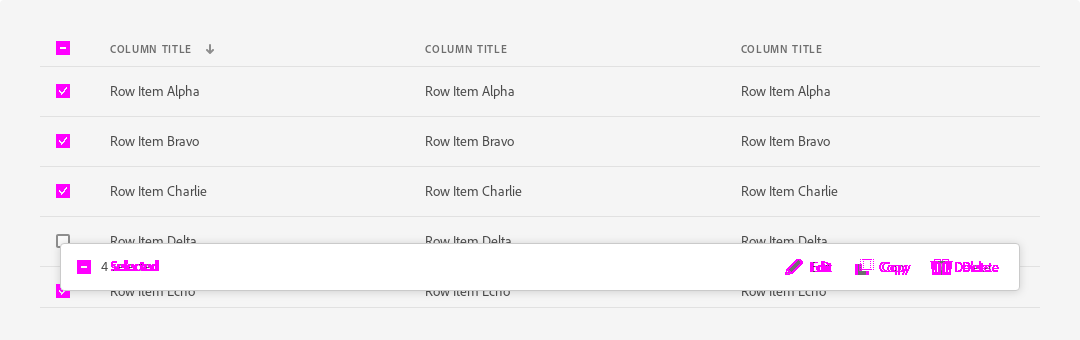 COLUMN TITLE COLUMN TITLE COLUMN TITLE
Row Item Alpha Row Item Alpha Row Item Alpha
Row Item Bravo Row Item Bravo Row Item Bravo
Row Item Charlie Row Item Charlie Row Item Charlie
Row Item Delta Row Item Delta Row Item Delta
4 Selected Edit Copy Delete
Row Item Echo Row Item Echo Row Item Echo